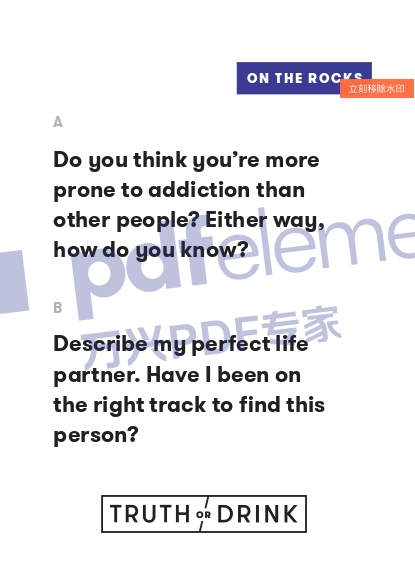 ON THE ROCKS
立刻移除水印
A
Do you think you’re more
prone to addiction than
other people? Either way,
how do you know?
pdfeleme
B
万兴PDF专家
Describe my perfect life
partner. Have I been on
the right track to find this
person?
TRUTH OR DRINK